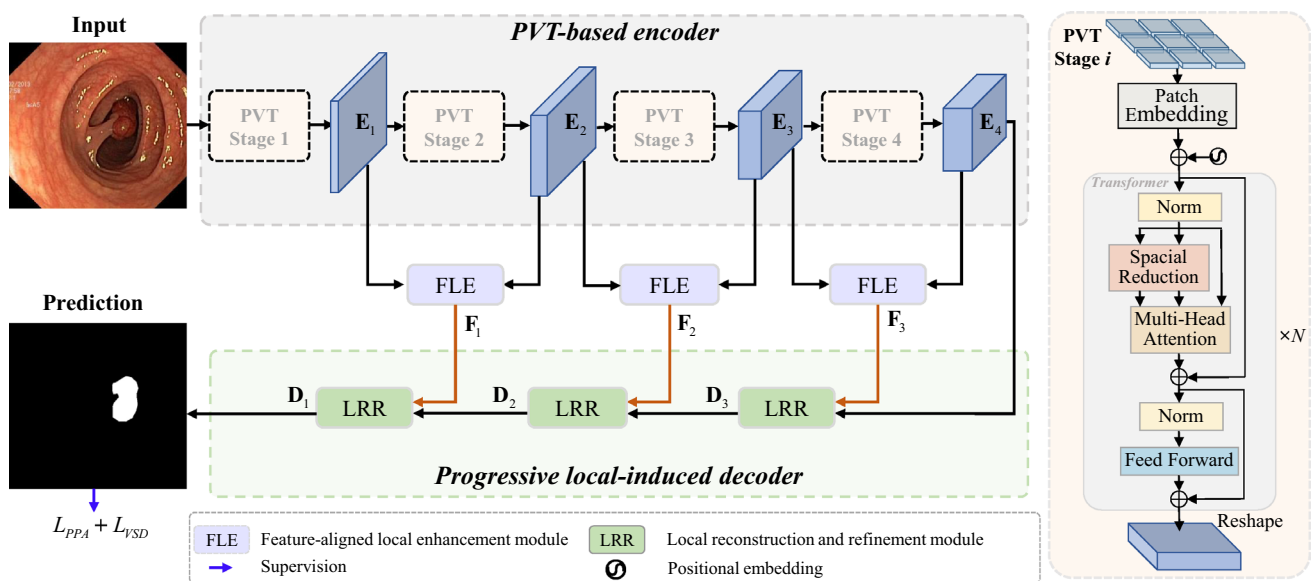 Input
PVT-based encoder
PVT
Stage 1
E1
PVT
Stage 2
E2
PVT
Stage 3
E3
PVT
Stage 4
E4
FLE
FLE
FLE
F1
F2
F3
Prediction
D1
LRR
D2
LRR
D3
LRR
Progressive local-induced decoder
LPPA + LVSD
FLE Feature-aligned local enhancement module
LRR Local reconstruction and refinement module
Supervision
Positional embedding
PVT
Stage i
Patch
Embedding
Transformer
Norm
Spacial
Reduction
Multi-Head
Attention
×N
Norm
Feed Forward
Reshape